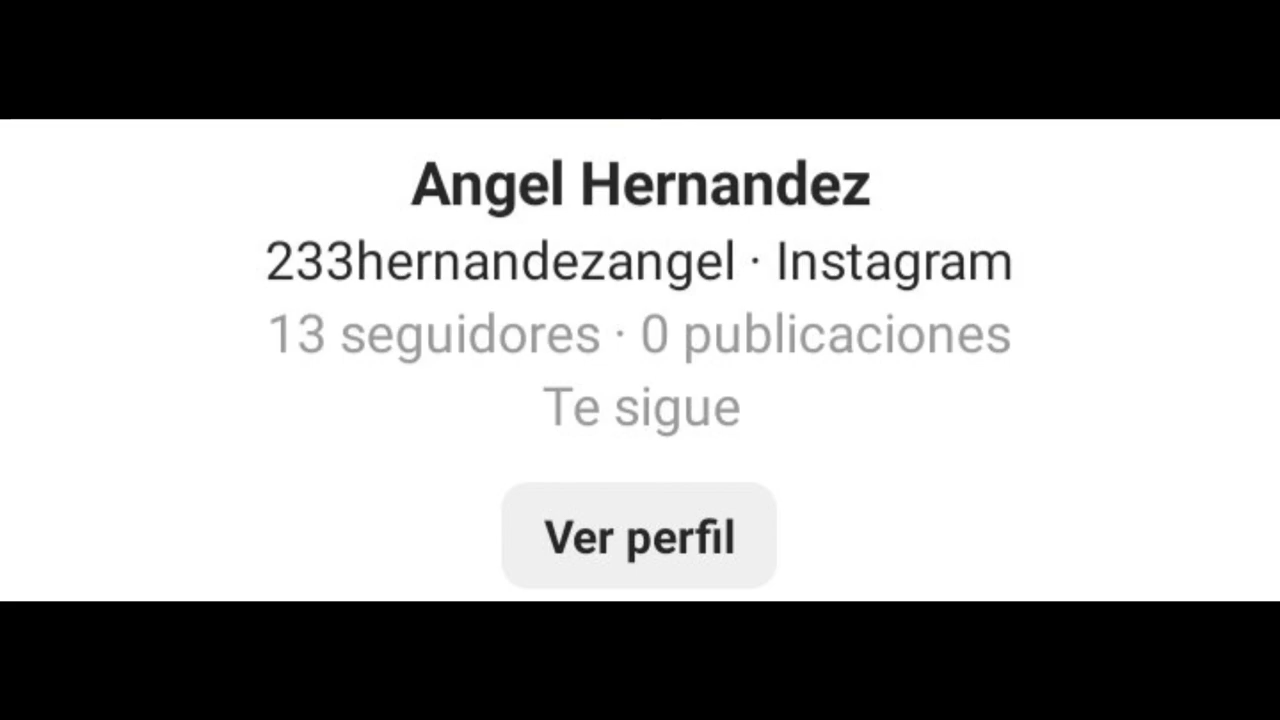 Angel Hernandez
233hernandezangel · Instagram
13 seguidores · 0 publicaciones
Te sigue
Ver perfil